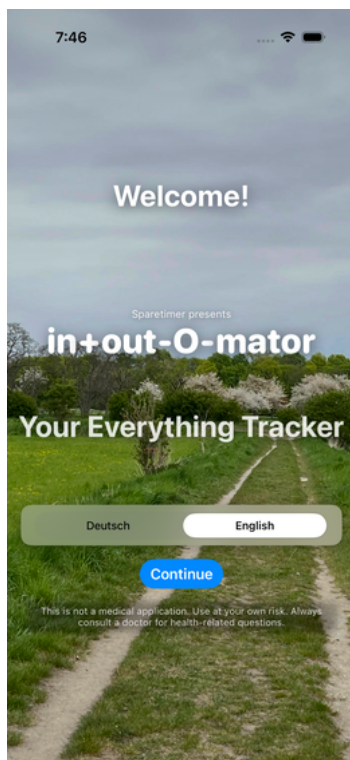 7:46
Welcome!
Sparetimer presents
in+out-O-mator
Your Everything Tracker
Deutsch
English
Continue
This is not a medical application. Use at your own risk. Always
consult a doctor for health-related questions.